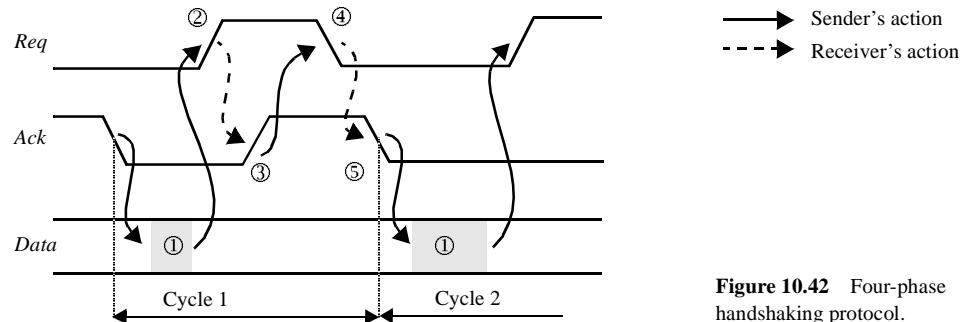 ② ④
Req
Sender's action
Receiver's action
Ack
③ ⑤
Data ① ①
Cycle 1 Cycle 2
Figure 10.42 Four-phase
handshaking protocol.